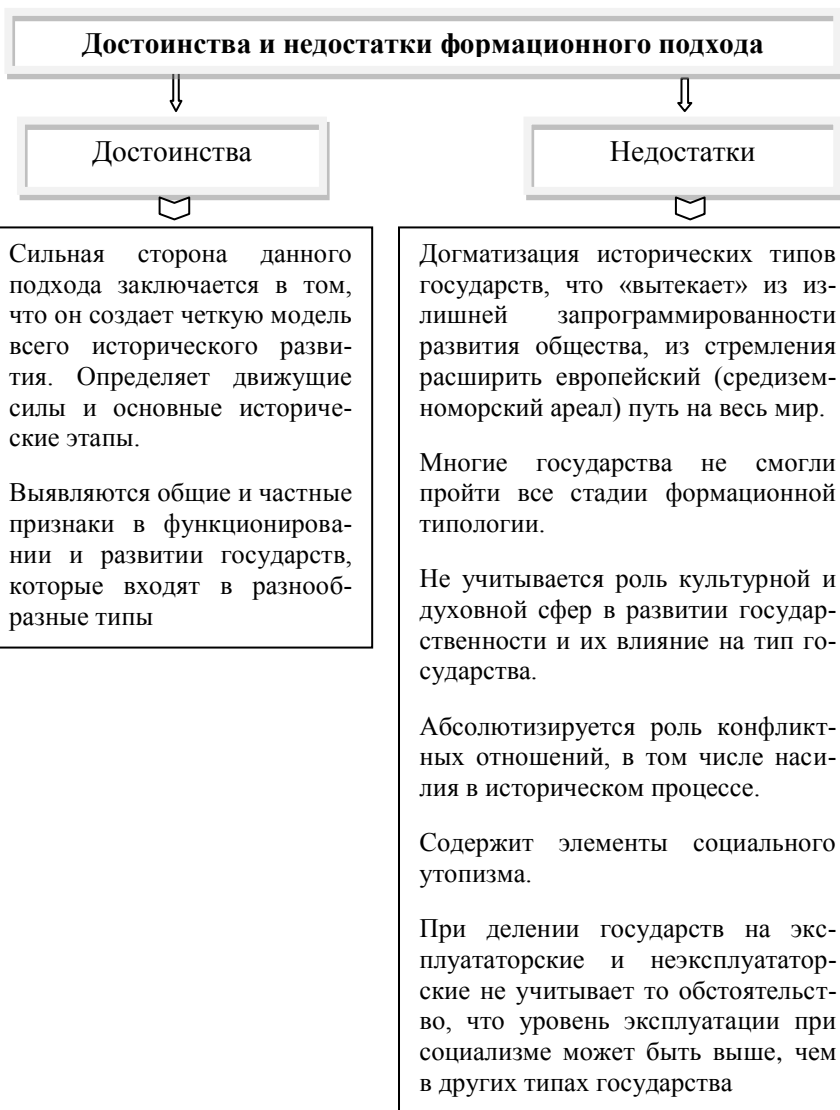 Достоинства и недостатки формационного подхода
Достоинства
Сильная сторона данного
подхода заключается в том,
что он создает четкую модель
всего исторического разви-
тия. Определяет движущие
силы и основные историче-
ские этапы.
Выявляются общие и частные
признаки в функционирова-
нии и развитии государств,
которые входят в разнооб-
разные типы
Недостатки
Догматизация исторических типов
государств, что «вытекает» из из-
лишней запрограммированности
развития общества, из стремления
расширить европейский (средизем-
номорский ареал) путь на весь мир.
Многие государства не смогли
пройти все стадии формационной
типологии.
Не учитывается роль культурной и
духовной сфер в развитии государ-
ственности и их влияние на тип го-
сударства.
Абсолютизируется роль конфликт-
ных отношений, в том числе наси-
лия в историческом процессе.
Содержит элементы социального
утопизма.
При делении государств на экс-
плуататорские и неэксплуататор-
ские не учитывает то обстоятельст-
во, что уровень эксплуатации при
социализме может быть выше, чем
в других типах государства